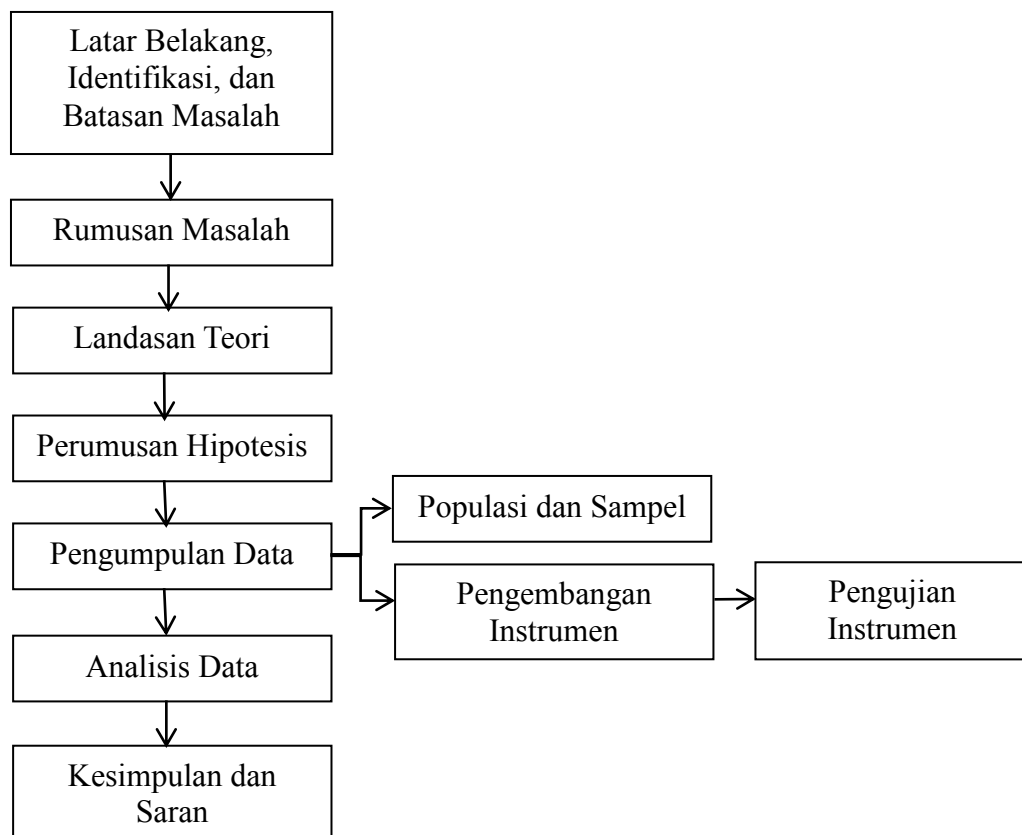 Latar Belakang,
Identifikasi, dan
Batasan Masalah
Rumusan Masalah
Landasan Teori
Perumusan Hipotesis
Pengumpulan Data
Populasi dan Sampel
Pengembangan
Instrumen
Pengujian
Instrumen
Analisis Data
Kesimpulan dan
Saran